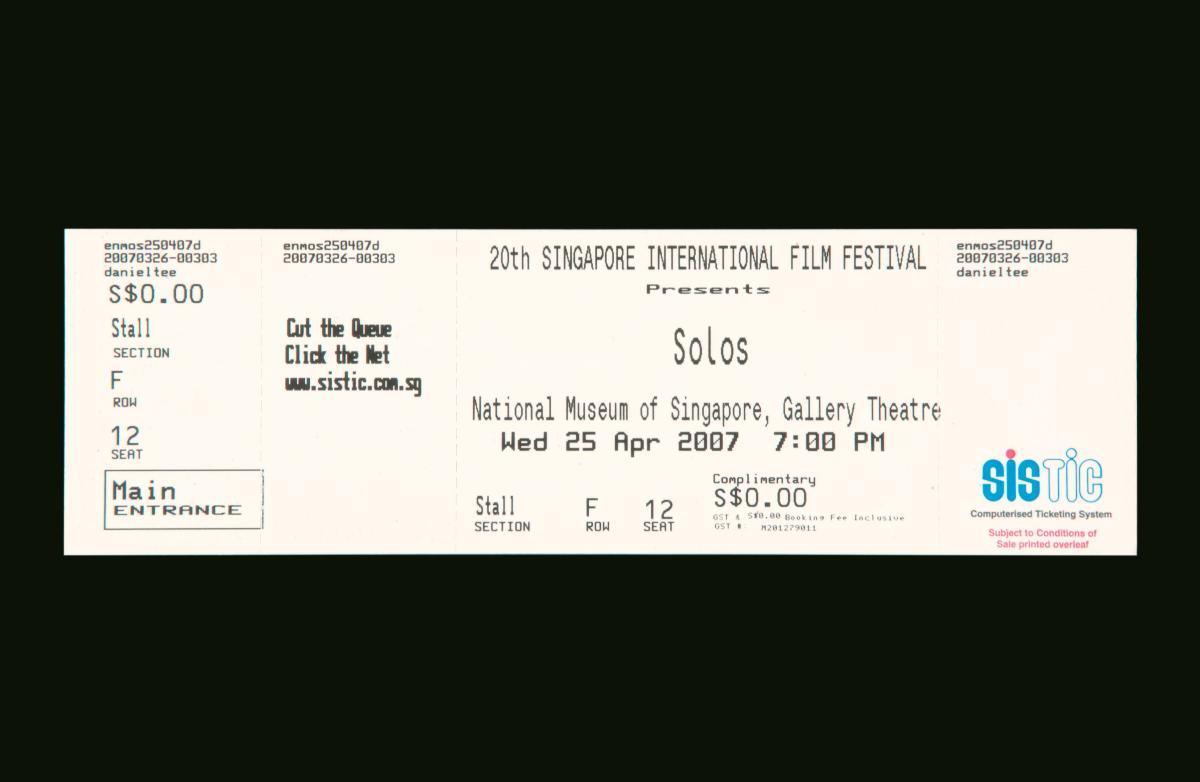 enmos250407d
20070326-00303
danieltee
S$0.00
Stall
SECTION
F
ROW
12
SEAT
Main
ENTRANCE
enmos250407d
20070326-00303
Cut the Queue
Click the Net
www.sistic.com.sg
20th SINGAPORE INTERNATIONAL FILM FESTIVAL
Presents
Solos
National Museum of Singapore, Gallery Theatre
Wed 25 Apr 2007 7:00 PM
Stall F 12
SECTION ROW SEAT
Complimentary
S$0.00
GST & S$0.00 Booking Fee Inclusive
GST #: M201279011
enmos250407d
20070326-00303
danieltee
SISTIC
Computerised Ticketing System
Subject to Conditions of
Sale printed overleaf